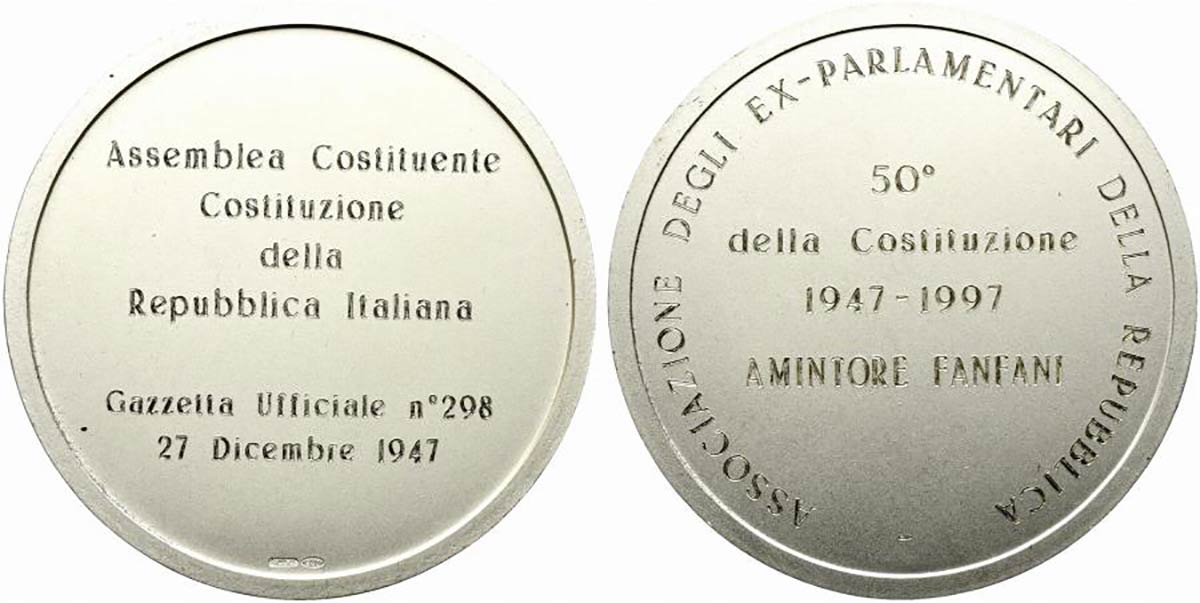 Assemblea Costituente
Costituzione
della
Repubblica Italiana
Gazzetta Ufficiale n°298
27 Dicembre 1947
ASSOCIAZIONE DEGLI EX-PARLAMENTARI DELLA REPUBBLICA
50°
della Costituzione
1947-1997
AMINTORE FANFANI